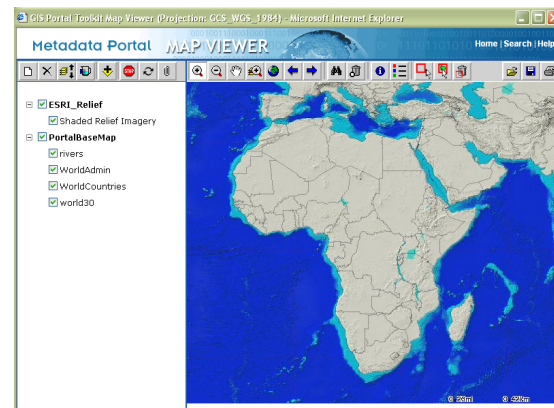 GIS Portal Toolkit Map Viewer (Projection: GCS_WGS_1984) - Microsoft Internet Explorer
Metadata Portal MAP VIEWER
Home | Search | Help
ESRI_Relief
Shaded Relief Imagery
PortalBaseMap
rivers
WorldAdmin
WorldCountries
world30